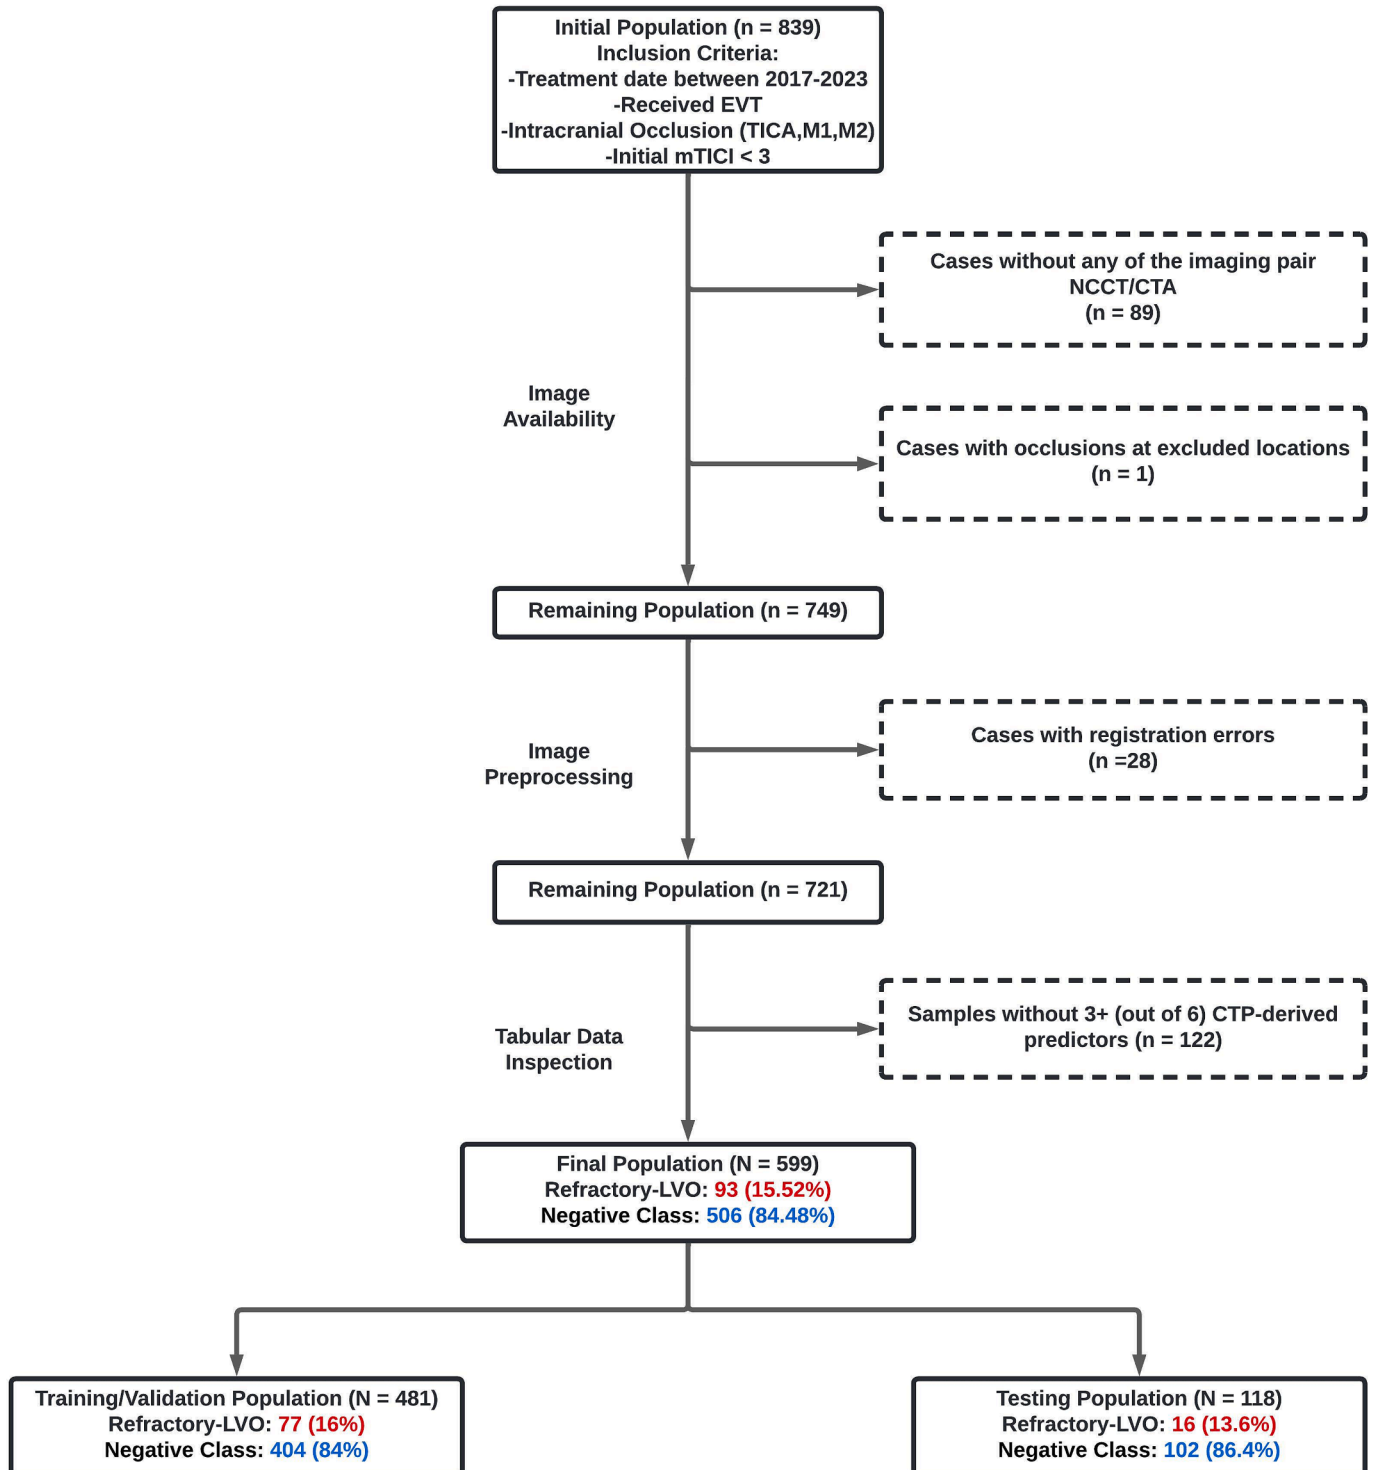 Initial Population (n = 839)
Inclusion Criteria:
-Treatment date between 2017-2023
-Received EVT
-Intracranial Occlusion (TICA,M1,M2)
-Initial mTICI < 3
Cases without any of the imaging pair
NCCT/CTA
(n = 89)
Image
Availability
Cases with occlusions at excluded locations
(n = 1)
Remaining Population (n = 749)
Image
Preprocessing
Cases with registration errors
(n =28)
Remaining Population (n = 721)
Tabular Data
Inspection
Samples without 3+ (out of 6) CTP-derived
predictors (n = 122)
Final Population (N = 599)
Refractory-LVO: 93 (15.52%)
Negative Class: 506 (84.48%)
Training/Validation Population (N = 481)
Refractory-LVO: 77 (16%)
Negative Class: 404 (84%)
Testing Population (N = 118)
Refractory-LVO: 16 (13.6%)
Negative Class: 102 (86.4%)